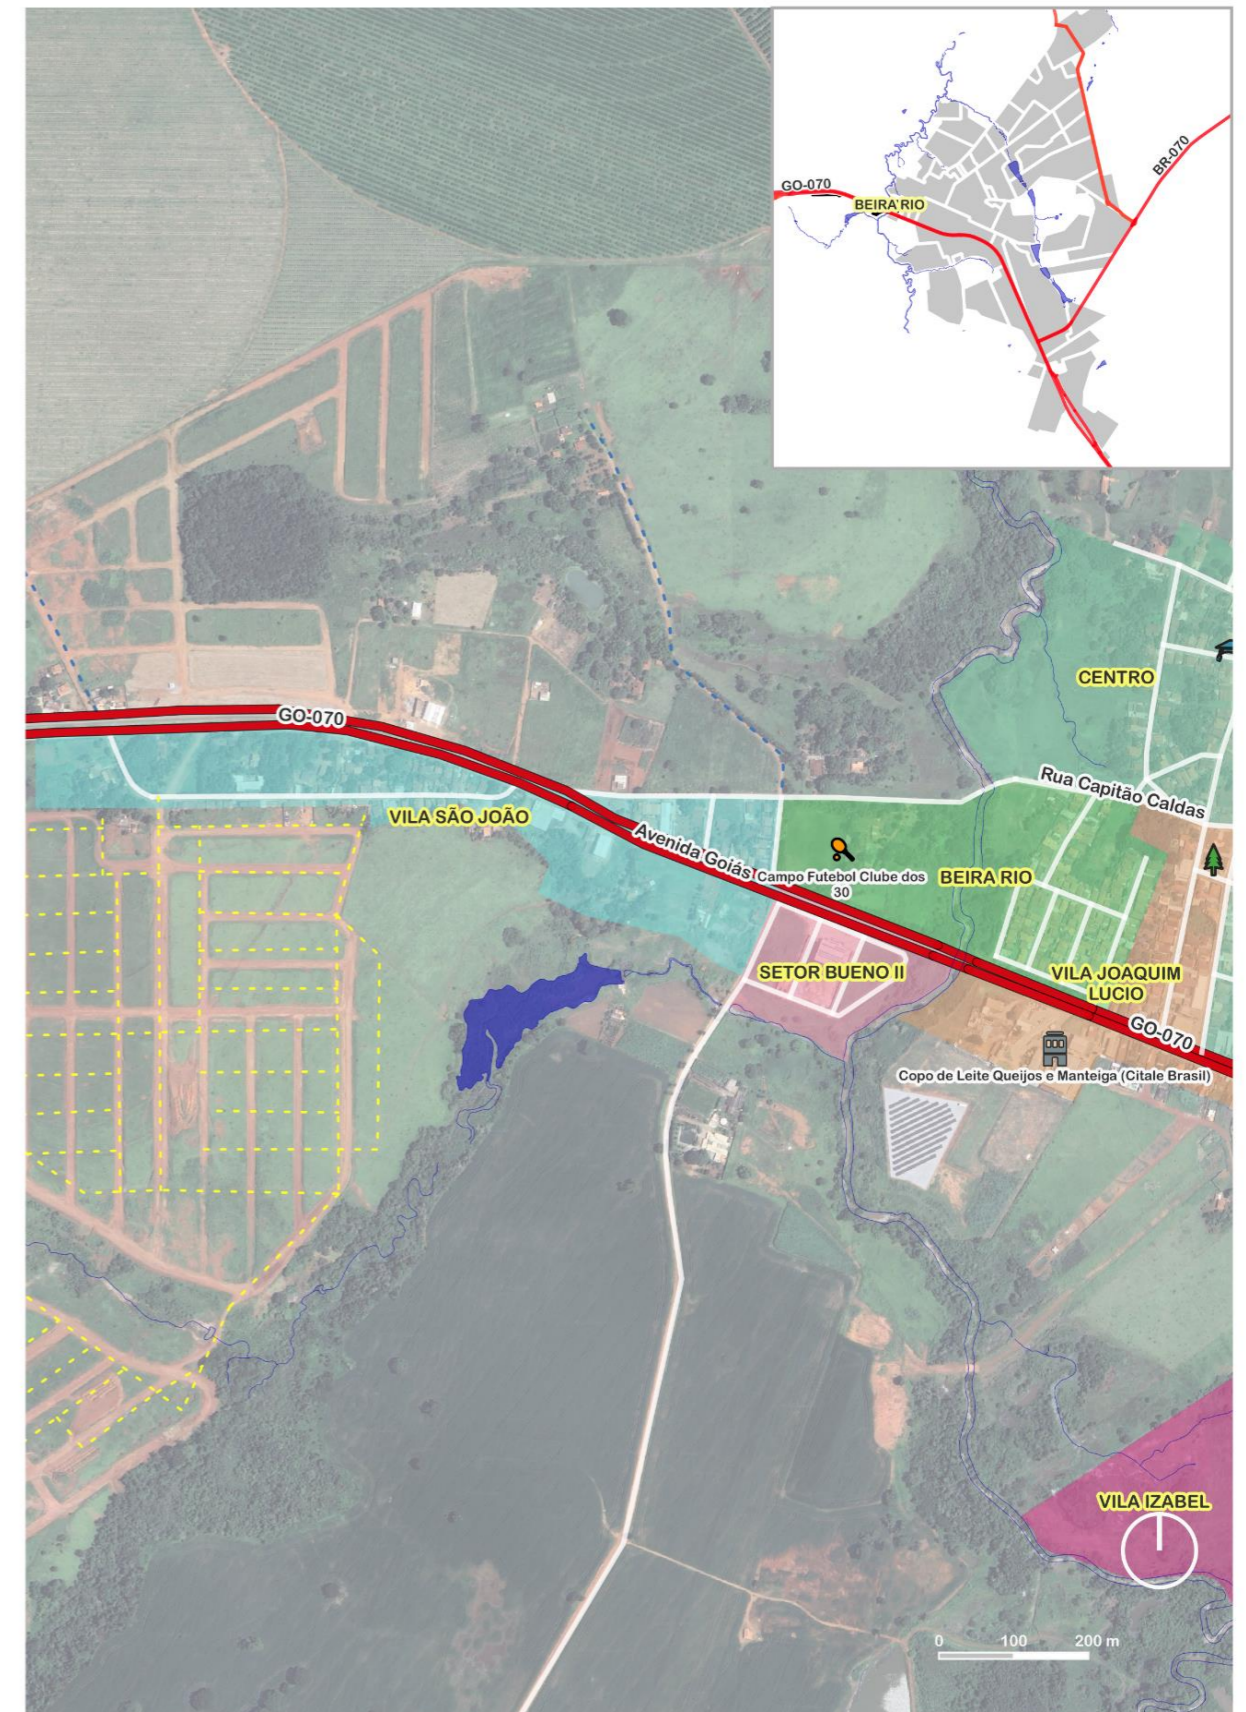 BR-070
GO-070
BEIRA RIO
CENTRO
GO-070
Rua Capitão Caldas
VILA SÃO JOÃO
Avenida Goiás
Campo Futebol Clube dos
30
BEIRA RIO
SETOR BUENO II
VILA JOAQUIM
LUCIO
GO-070
Copo de Leite Queijos e Manteiga (Citale Brasil)
VILA IZABEL
0 100 200 m